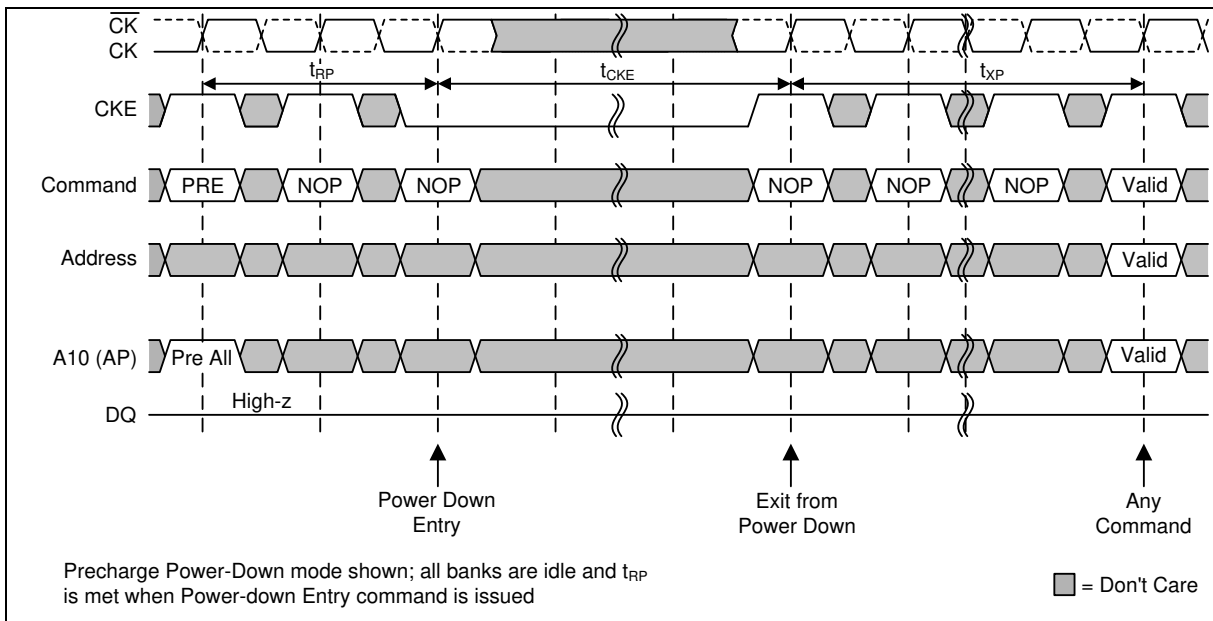 CK
CK
tRP
tCKE
tXP
CKE
Command
PRE
NOP
NOP
NOP
NOP
NOP
Valid
Address
Valid
A10 (AP)
Pre All
Valid
DQ
High-z
Power Down
Entry
Exit from
Power Down
Any
Command
Precharge Power-Down mode shown; all banks are idle and tRP
is met when Power-down Entry command is issued
= Don't Care